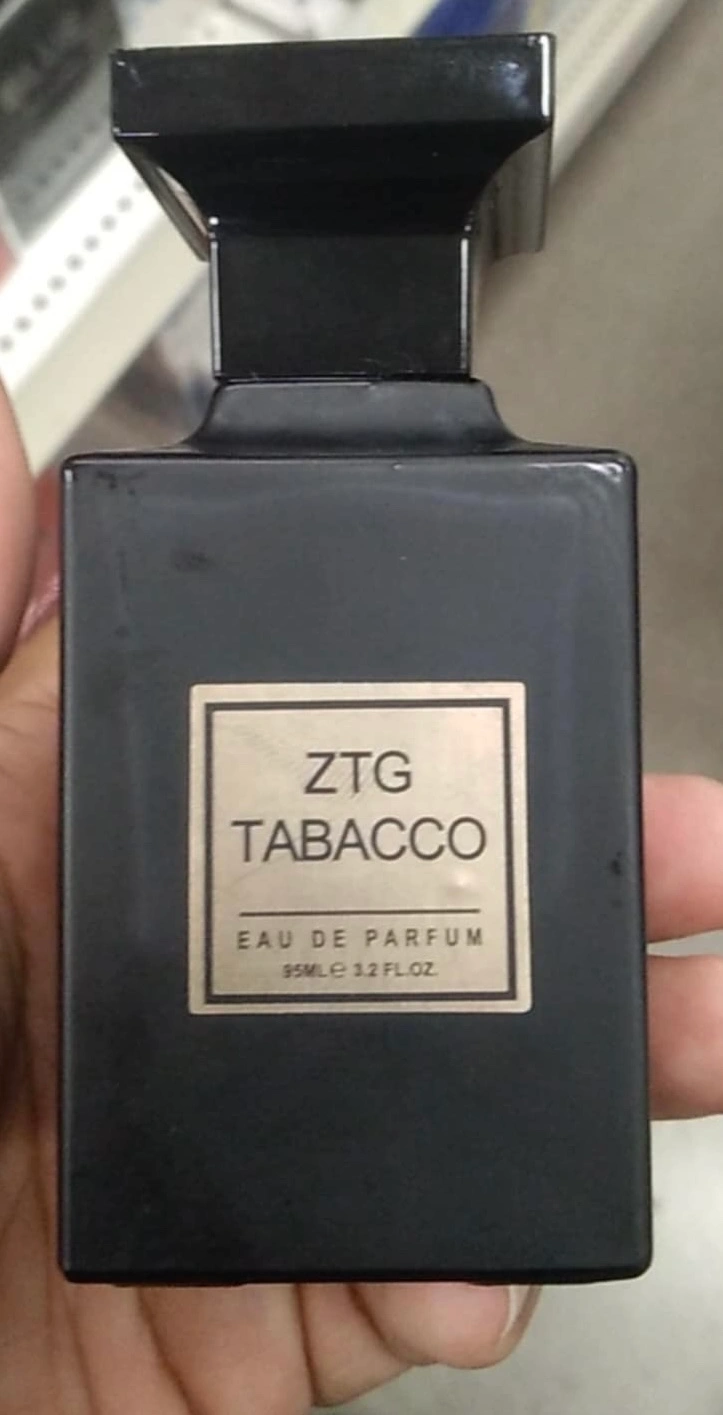 ZTG
TABACCO
EAU DE PARFUM
95ML℮ 3.2 FL.OZ.